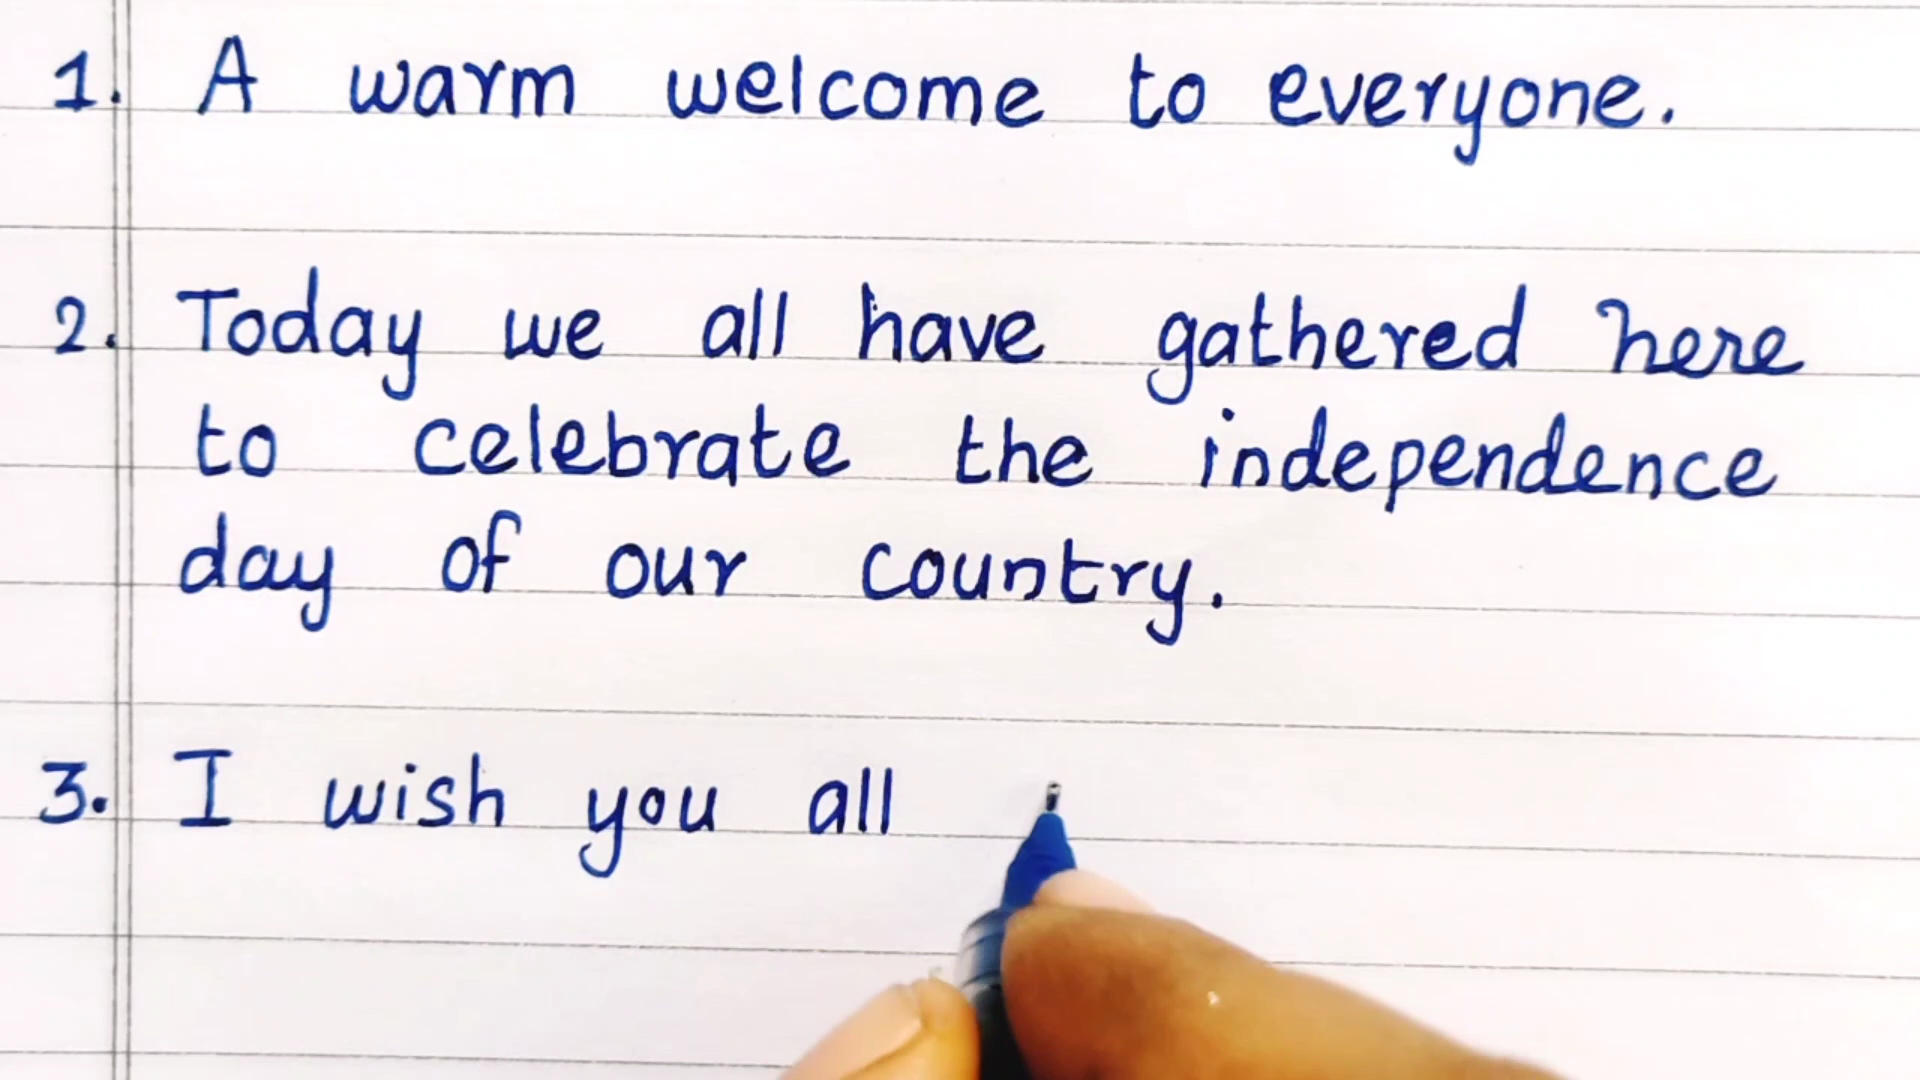 1. A warm welcome to everyone.
2. Today we all have gathered here
to celebrate the independence
day of our country.
3. I wish you all